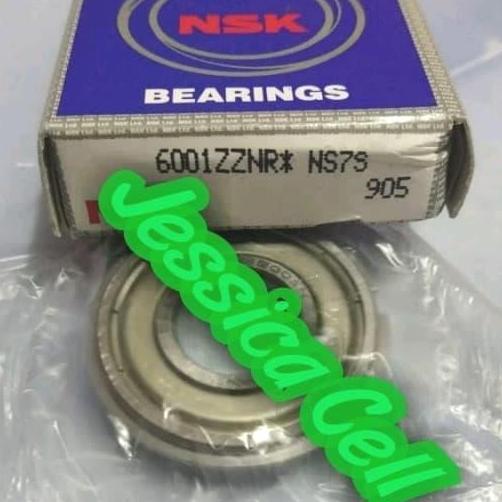 NSK
BEARINGS
6001ZZNR* NS7S
905
Jessica Cell